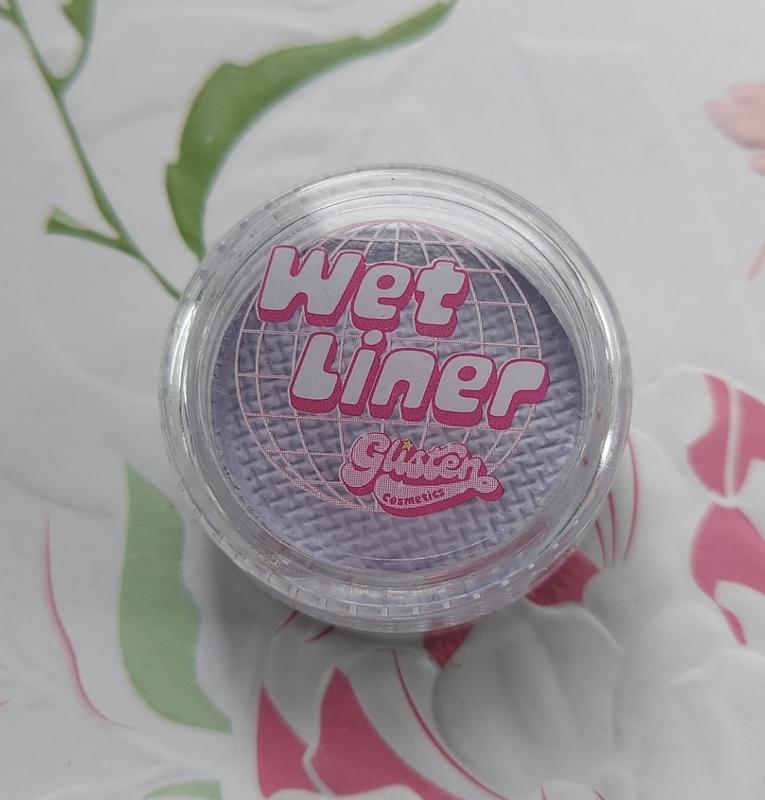 Wet
Liner
Glisten
Cosmetics